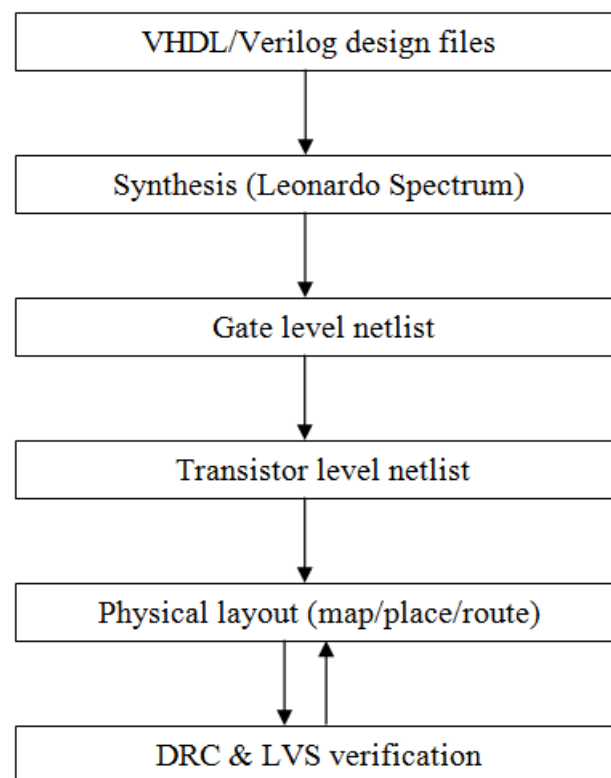 VHDL/Verilog design files
Synthesis (Leonardo Spectrum)
Gate level netlist
Transistor level netlist
Physical layout (map/place/route)
DRC & LVS verification